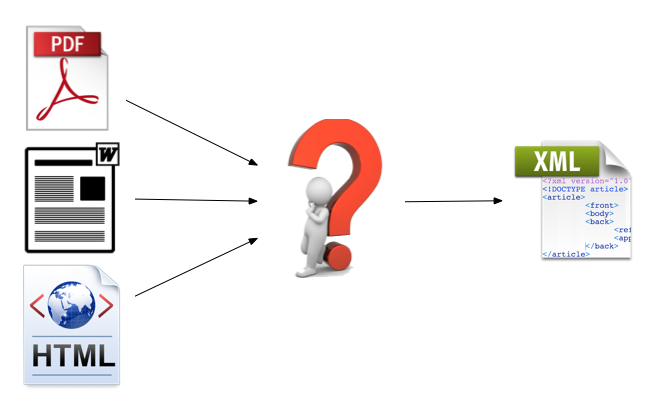 PDF
W
HTML
XML
<?xml version="1.0
<!DOCTYPE article>
<article>
<front>
<body>
<back>
</back>
</article>